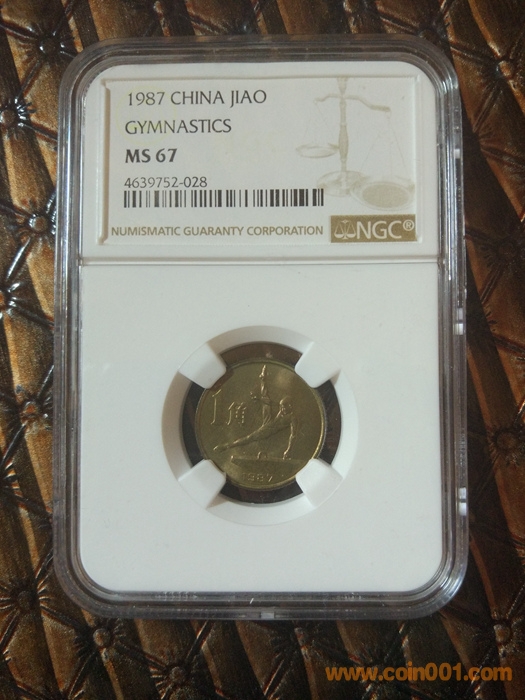 1987 CHINA JIAO
GYMNASTICS
MS 67
4639752-028
NUMISMATIC GUARANTY CORPORATION
NGC®
1角
1987
www.coin001.com